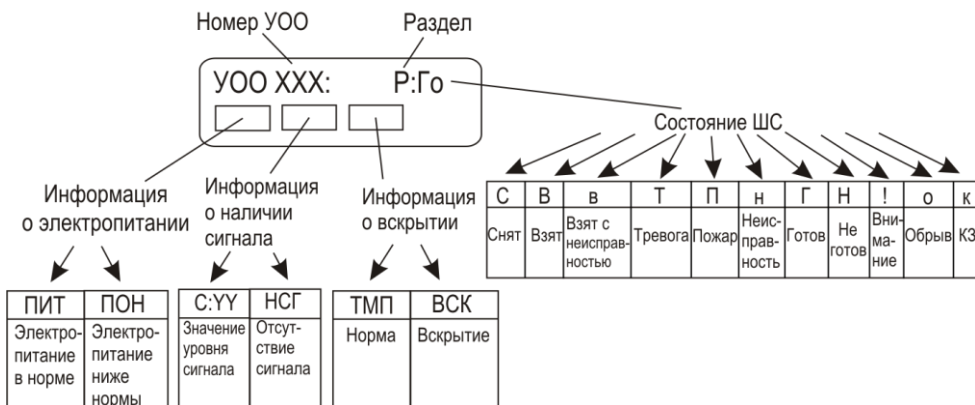 Номер УОО
Раздел
УОО ХХХ: Р:Го
Состояние ШС
Информация
о электропитании
Информация
о наличии
сигнала
Информация
о вскрытии
С В в Т П н Г Н ! о к
Снят
Взят
Взят с
неисправ-
ностью
Тревога
Пожар
Неис-
прав-
ность
Готов
Не
готов
Вни-
ма-
ние
Обрыв
КЗ
ПИТ
Электро-
питание
в норме
ПОН
Электро-
питание
ниже
нормы
С:YY
Значение
уровня
сигнала
НСГ
Отсут-
ствие
сигнала
ТМП
Норма
ВСК
Вскрытие